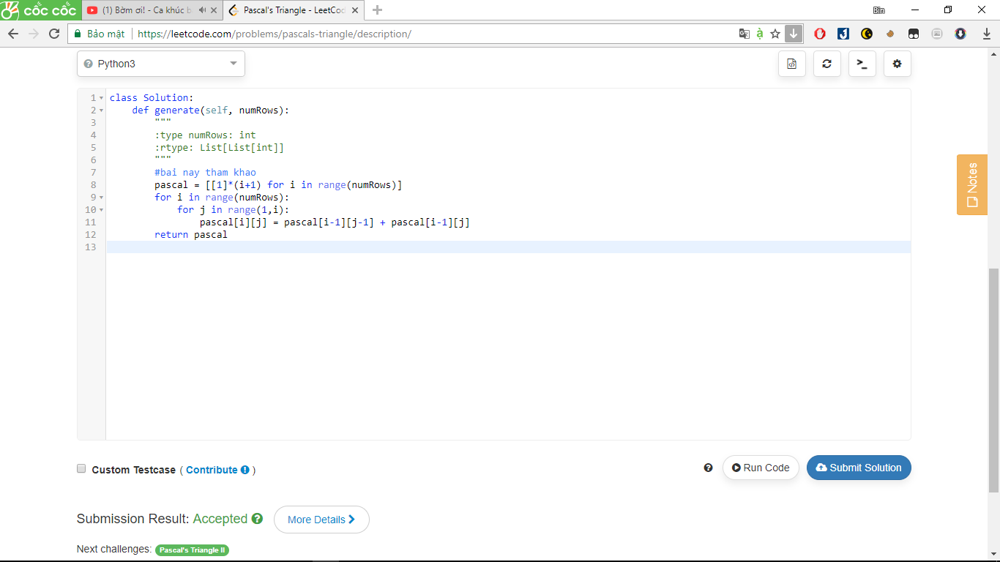 cốc cốc
(1) Bờm ơi! - Ca khúc b
Pascal's Triangle - LeetCod
Bin
Bảo mật
https://leetcode.com/problems/pascals-triangle/description/
Python3
1 class Solution:
2 def generate(self, numRows):
3 """
4 :type numRows: int
5 :rtype: List[List[int]]
6 """
7 #bai nay tham khao
8 pascal = [[1]*(i+1) for i in range(numRows)]
9 for i in range(numRows):
10 for j in range(1,i):
11 pascal[i][j] = pascal[i-1][j-1] + pascal[i-1][j]
12 return pascal
13
Notes
Custom Testcase ( Contribute )
Run Code
Submit Solution
Submission Result: Accepted
More Details
Next challenges: Pascal's Triangle II